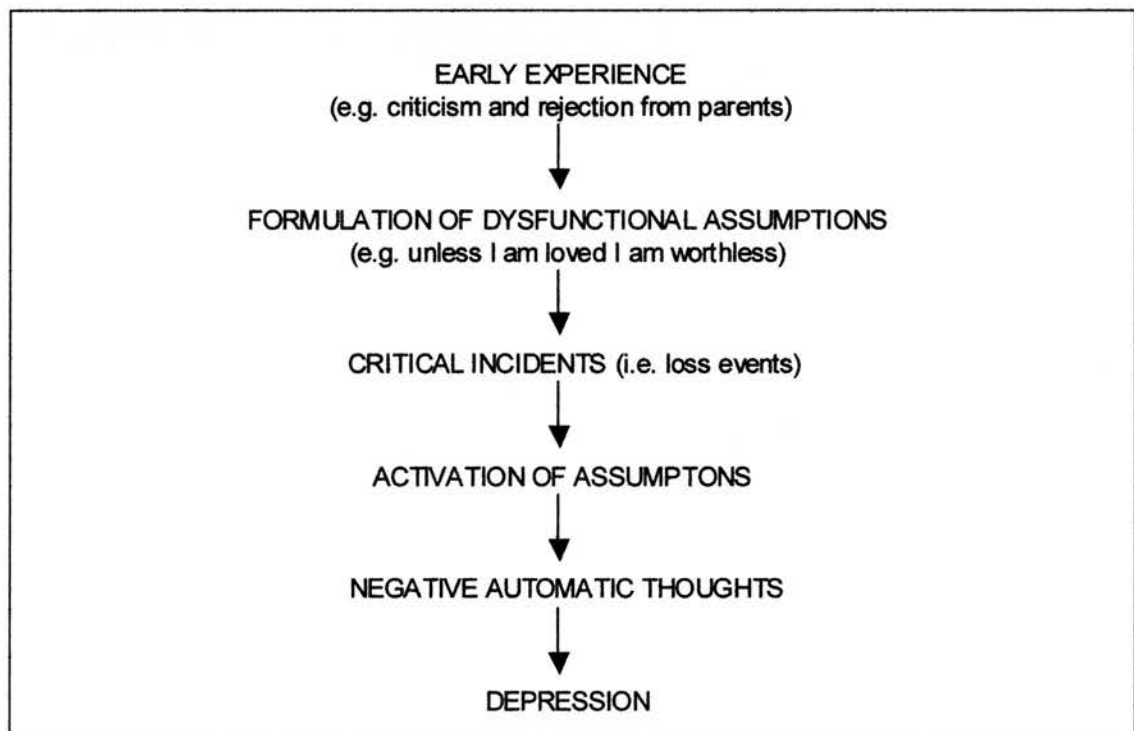 EARLY EXPERIENCE
(e.g. criticism and rejection from parents)
FORMULATION OF DYSFUNCTIONAL ASSUMPTIONS
(e.g. unless I am loved I am worthless)
CRITICAL INCIDENTS (i.e. loss events)
ACTIVATION OF ASSUMPTONS
NEGATIVE AUTOMATIC THOUGHTS
DEPRESSION